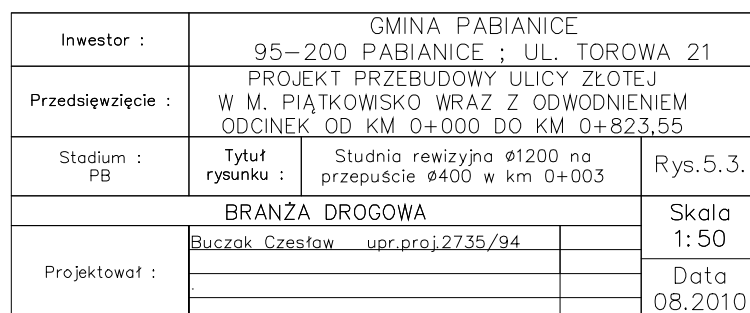 Inwestor :
GMINA PABIANICE
95-200 PABIANICE ; UL. TOROWA 21
Przedsięwzięcie :
PROJEKT PRZEBUDOWY ULICY ZŁOTEJ
W M. PIĄTKOWISKO WRAZ Z ODWODNIENIEM
ODCINEK OD KM 0+000 DO KM 0+823,55
Stadium :
PB
Tytuł
rysunku :
Studnia rewizyjna ø1200 na
przepuście ø400 w km 0+003
Rys.5.3.
BRANŻA DROGOWA
Skala
1:50
Projektował :
Buczak Czesław upr.proj.2735/94
Data
08.2010